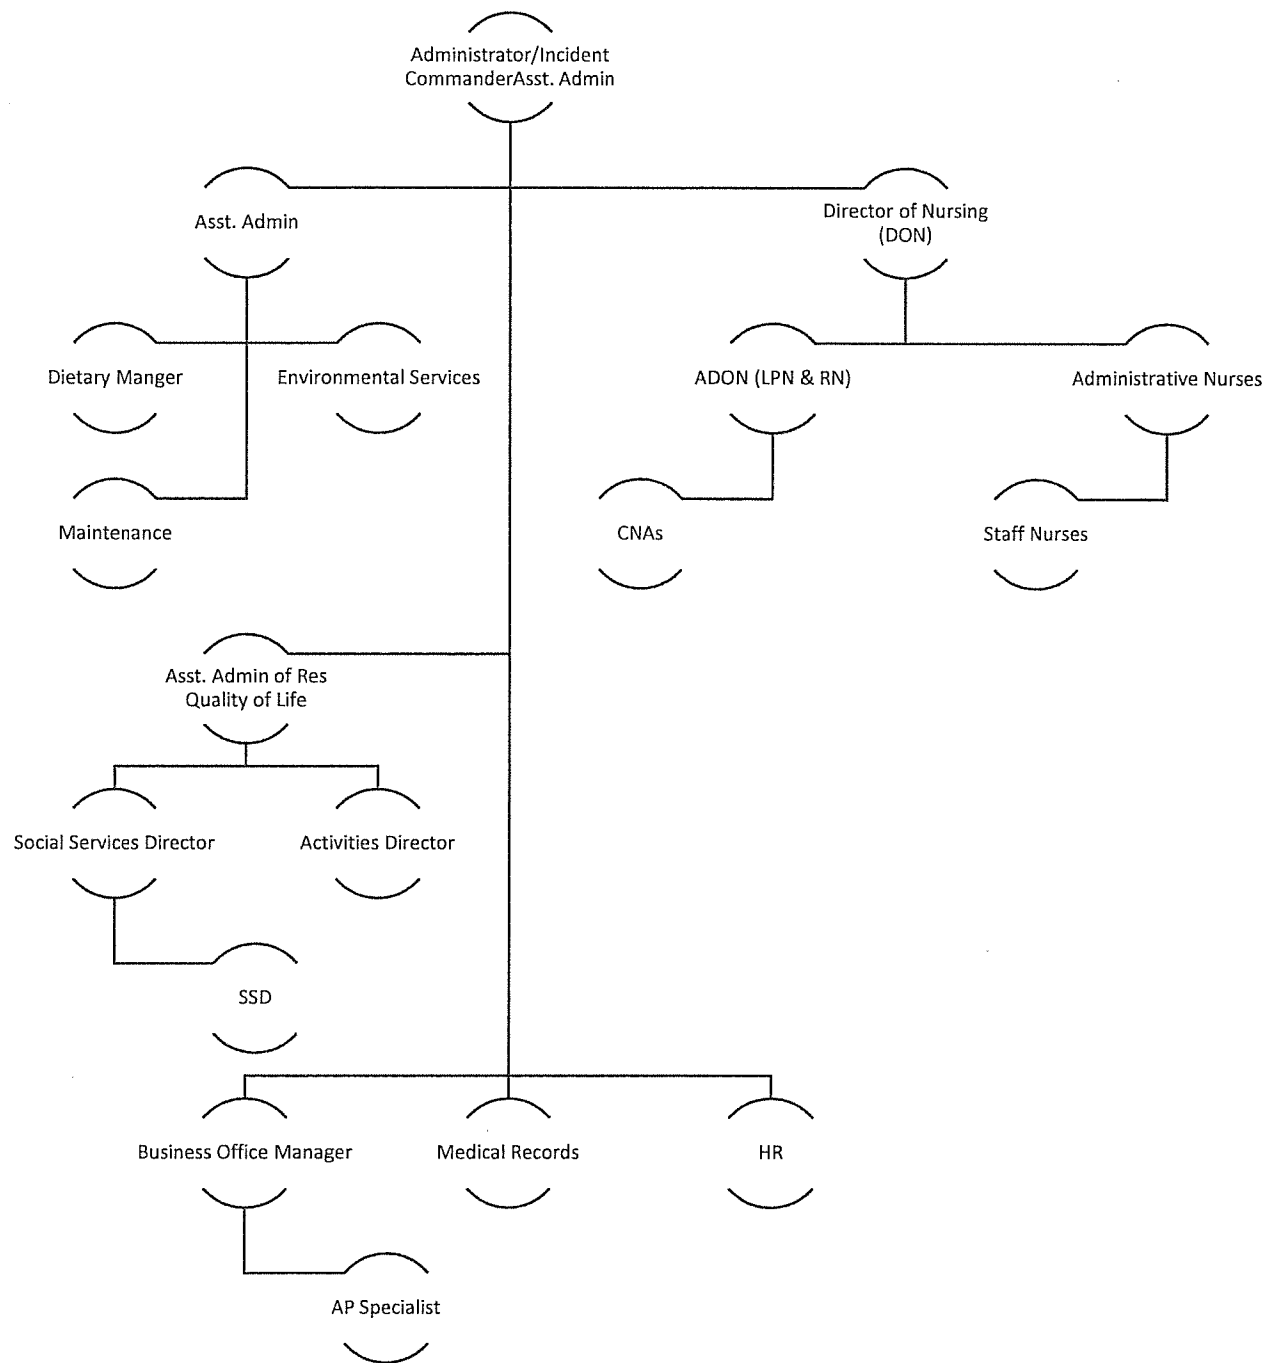 Administrator/Incident
CommanderAsst. Admin
Asst. Admin
Director of Nursing
(DON)
Dietary Manger
Environmental Services
ADON (LPN & RN)
Administrative Nurses
Maintenance
CNAs
Staff Nurses
Asst. Admin of Res
Quality of Life
Social Services Director
Activities Director
SSD
Business Office Manager
Medical Records
HR
AP Specialist